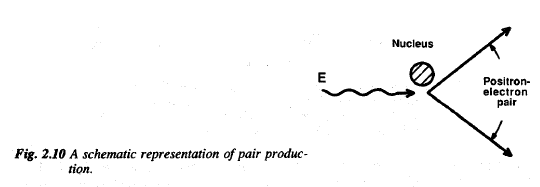 Nucleus
E
Positron-
electron
pair
Fig. 2.10 A schematic representation of pair produc-
tion.